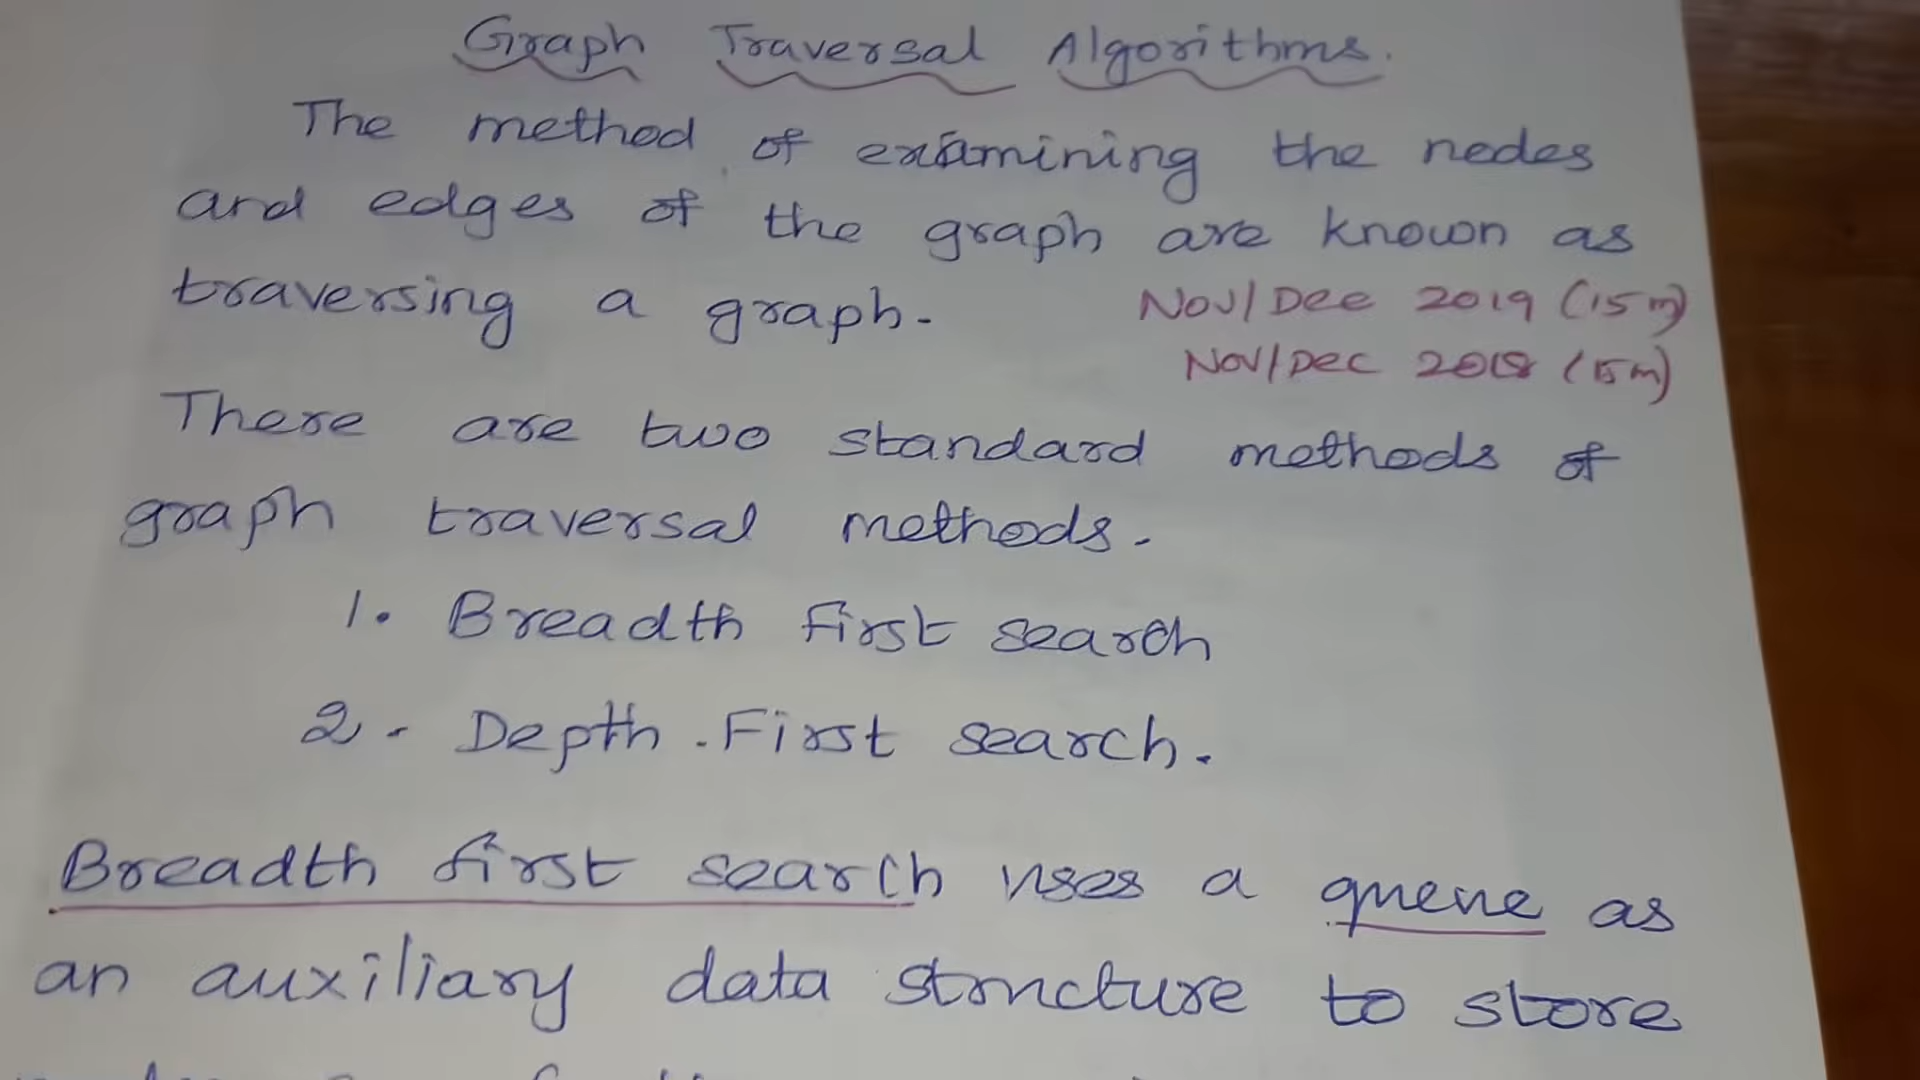 Graph Traversal Algorithms.
The method of examining the nodes
and edges of the graph are known as
traversing a graph.
Nov/Dec 2019 (15m)
Nov/Dec 2018 (15m)
There are two standard methods of
graph traversal methods.
1. Breadth first search
2. Depth.First search.
Breadth first search uses a queue as
an auxiliary data structure to store